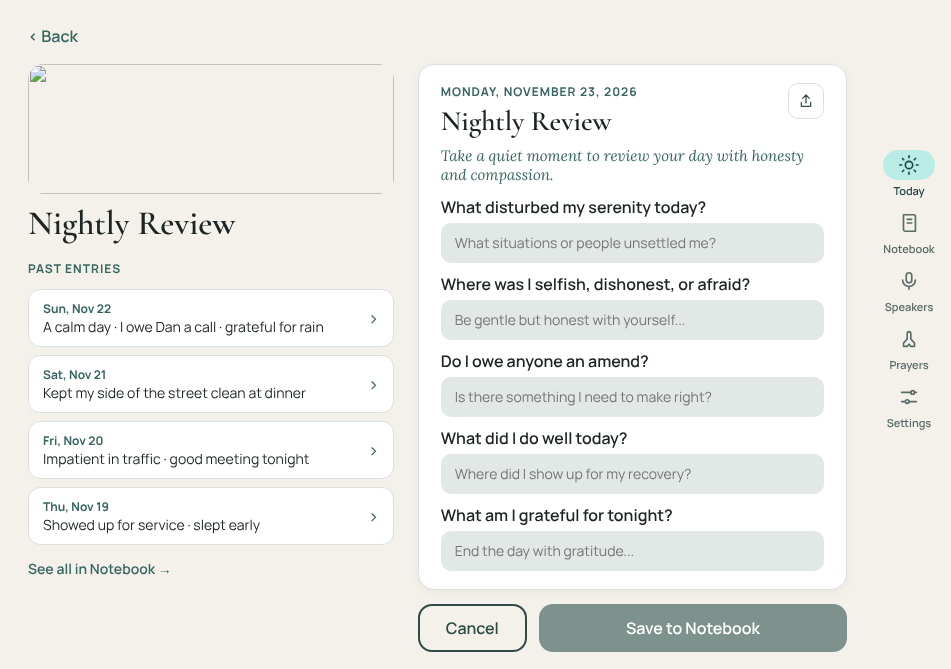 ‹ Back
Nightly Review
PAST ENTRIES
Sun, Nov 22
A calm day · I owe Dan a call · grateful for rain
Sat, Nov 21
Kept my side of the street clean at dinner
Fri, Nov 20
Impatient in traffic · good meeting tonight
Thu, Nov 19
Showed up for service · slept early
See all in Notebook →
MONDAY, NOVEMBER 23, 2026
Nightly Review
Take a quiet moment to review your day with honesty
and compassion.
What disturbed my serenity today?
What situations or people unsettled me?
Where was I selfish, dishonest, or afraid?
Be gentle but honest with yourself...
Do I owe anyone an amend?
Is there something I need to make right?
What did I do well today?
Where did I show up for my recovery?
What am I grateful for tonight?
End the day with gratitude...
Cancel
Save to Notebook
Today
Notebook
Speakers
Prayers
Settings